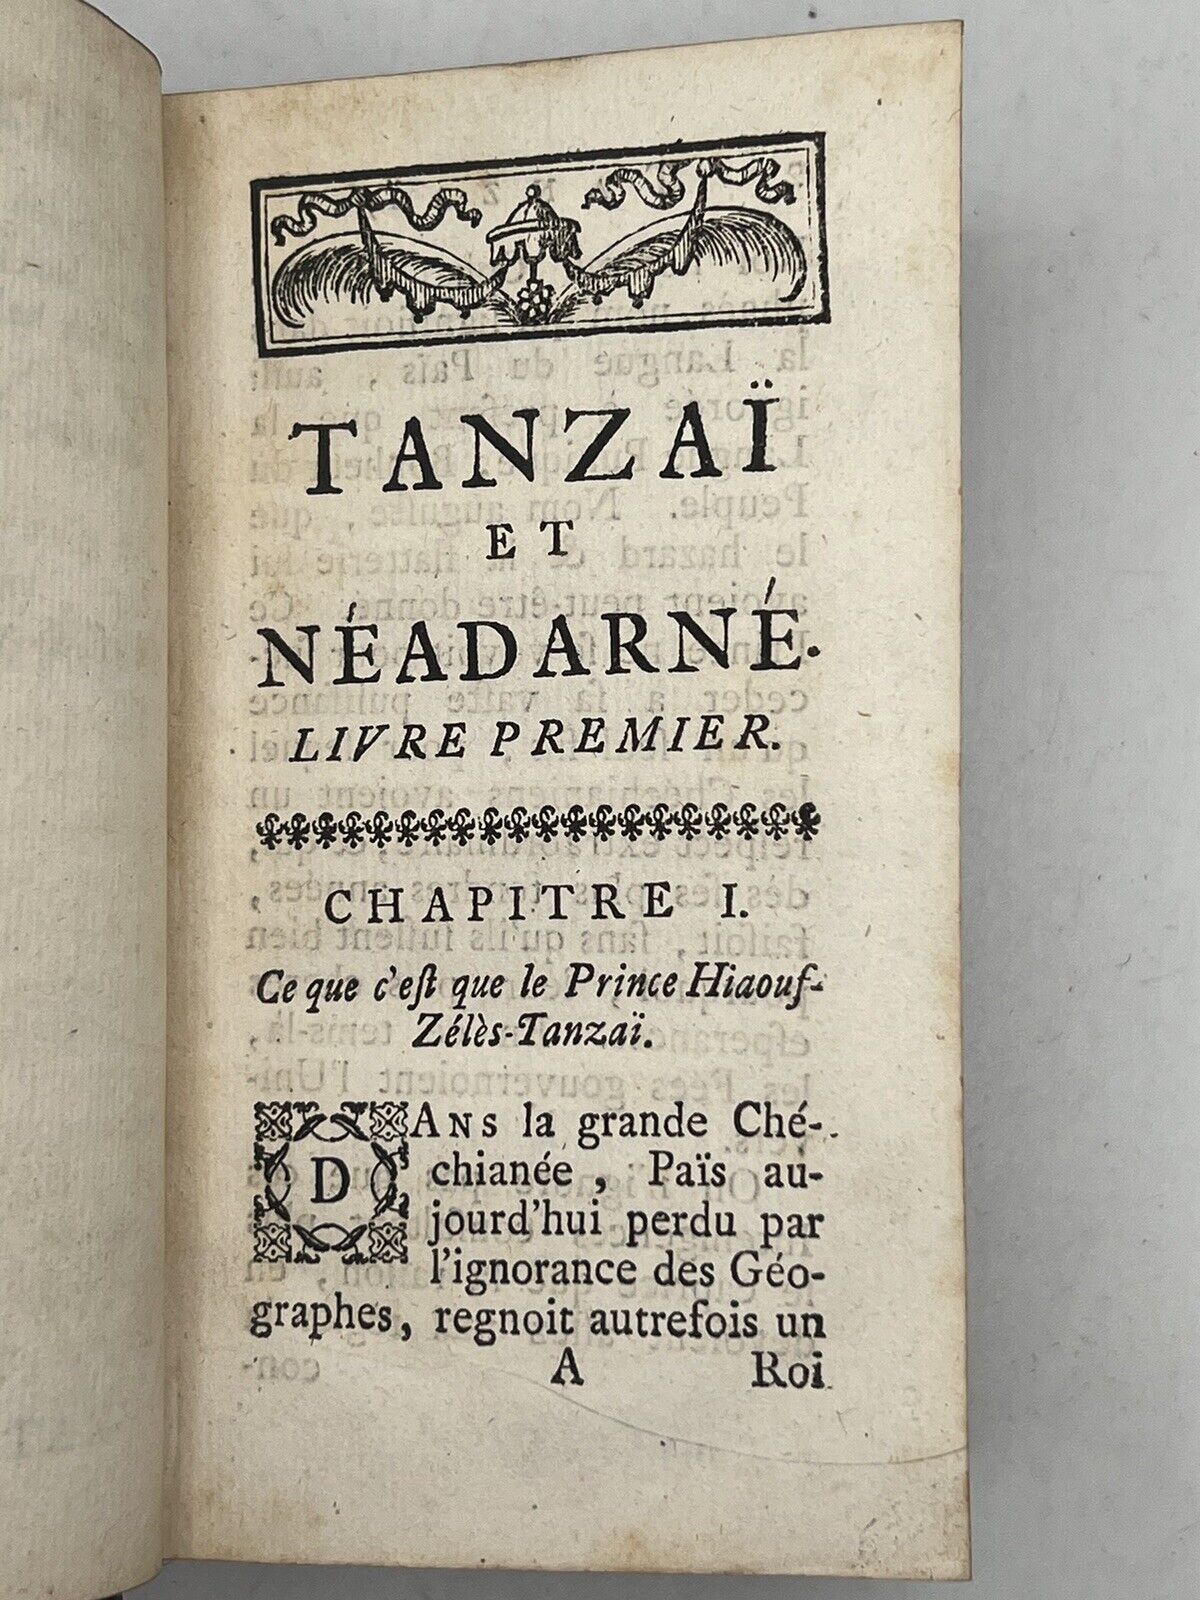 TANZAÏ
ET
NÉADARNÉ.
LIVRE PREMIER.
CHAPITRE I.
Ce que c'eſt que le Prince Hiaouf-
Zélès-Tanzaï.
DANS la grande Ché-
chianée, Païs au-
jourd'hui perdu par
l'ignorance des Géo-
graphes, regnoit autrefois un
A Roi